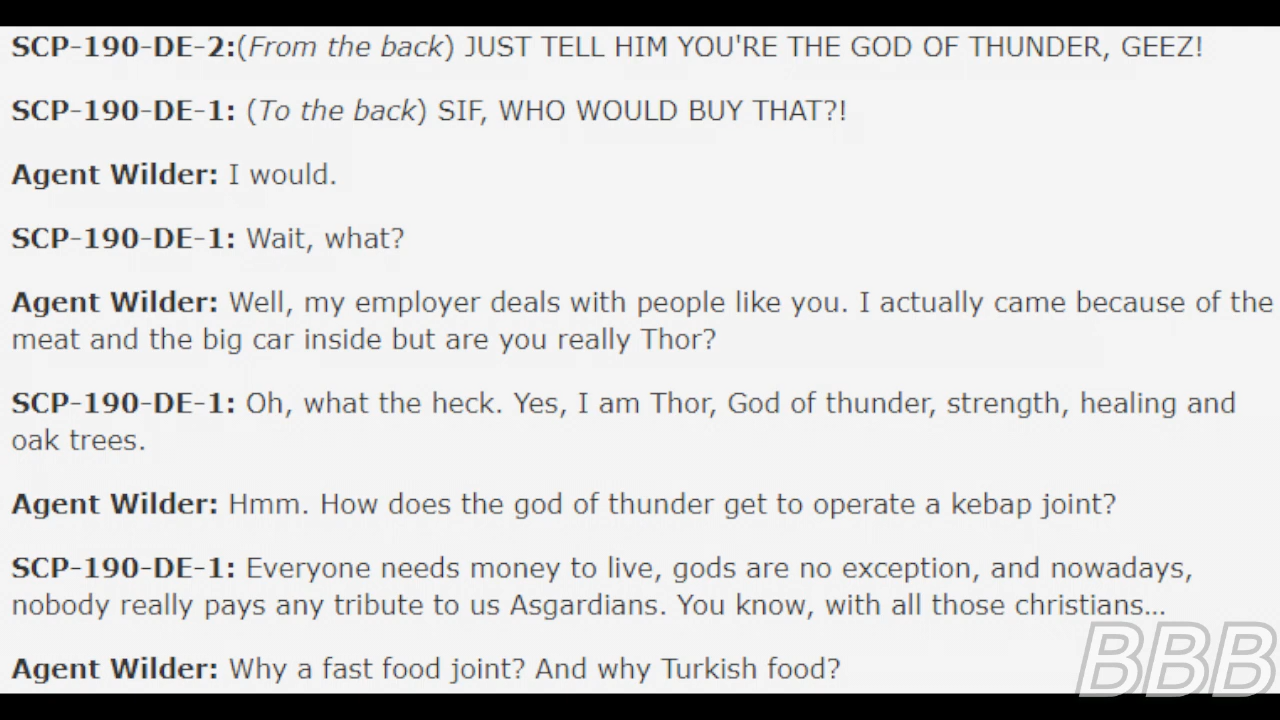 SCP-190-DE-2:(From the back) JUST TELL HIM YOU'RE THE GOD OF THUNDER, GEEZ!
SCP-190-DE-1: (To the back) SIF, WHO WOULD BUY THAT?!
Agent Wilder: I would.
SCP-190-DE-1: Wait, what?
Agent Wilder: Well, my employer deals with people like you. I actually came because of the
meat and the big car inside but are you really Thor?
SCP-190-DE-1: Oh, what the heck. Yes, I am Thor, God of thunder, strength, healing and
oak trees.
Agent Wilder: Hmm. How does the god of thunder get to operate a kebap joint?
SCP-190-DE-1: Everyone needs money to live, gods are no exception, and nowadays,
nobody really pays any tribute to us Asgardians. You know, with all those christians…
Agent Wilder: Why a fast food joint? And why Turkish food?
BBB